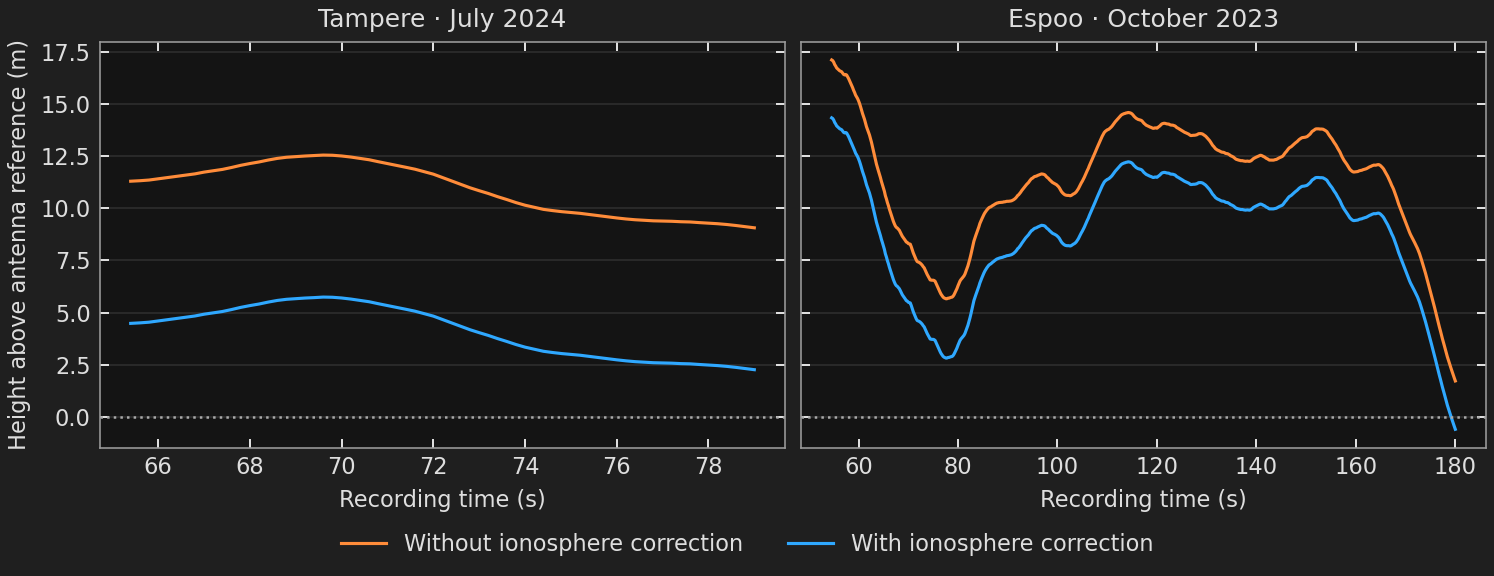 Tampere · July 2024
Espoo · October 2023
Height above antenna reference (m)
17.5
15.0
12.5
10.0
7.5
5.0
2.5
0.0
66 68 70 72 74 76 78
60 80 100 120 140 160 180
Recording time (s)
Recording time (s)
Without ionosphere correction
With ionosphere correction